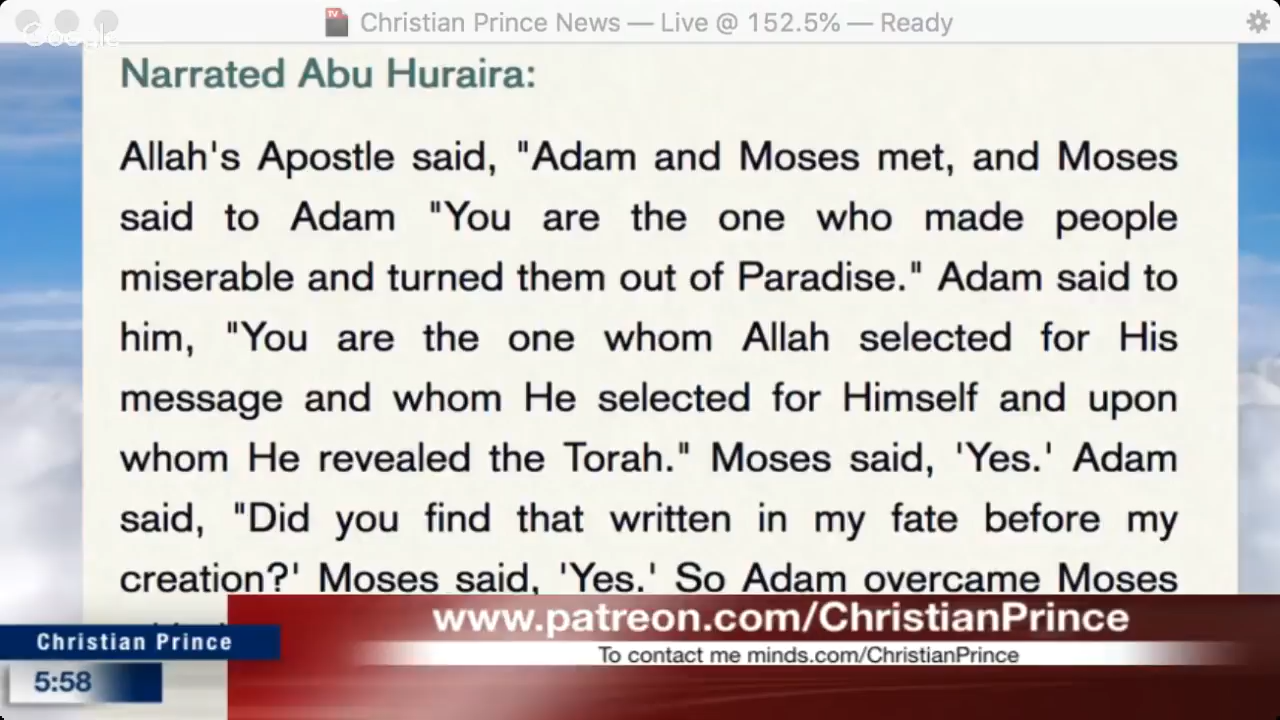 Christian Prince News — Live @ 152.5% — Ready
Google
Narrated Abu Huraira:
Allah's Apostle said, "Adam and Moses met, and Moses
said to Adam "You are the one who made people
miserable and turned them out of Paradise." Adam said to
him, "You are the one whom Allah selected for His
message and whom He selected for Himself and upon
whom He revealed the Torah." Moses said, 'Yes.' Adam
said, "Did you find that written in my fate before my
creation?' Moses said, 'Yes.' So Adam overcame Moses
www.patreon.com/ChristianPrince
Christian Prince
To contact me minds.com/ChristianPrince
5:58